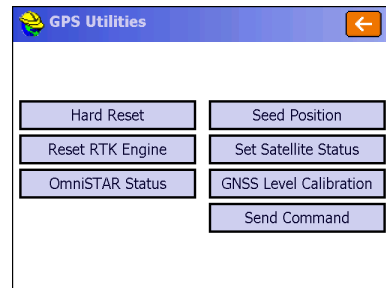 GPS Utilities
Hard Reset
Seed Position
Reset RTK Engine
Set Satellite Status
OmniSTAR Status
GNSS Level Calibration
Send Command